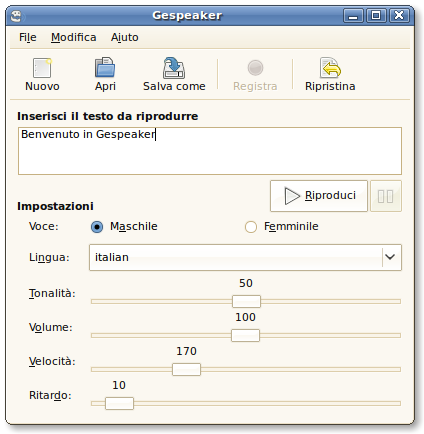 Gespeaker
File Modifica Aiuto
Nuovo Apri Salva come Registra Ripristina
Inserisci il testo da riprodurre
Benvenuto in Gespeaker
Riproduci
Impostazioni
Voce: Maschile Femminile
Lingua: italian
50
Tonalità:
100
Volume:
170
Velocità:
10
Ritardo: